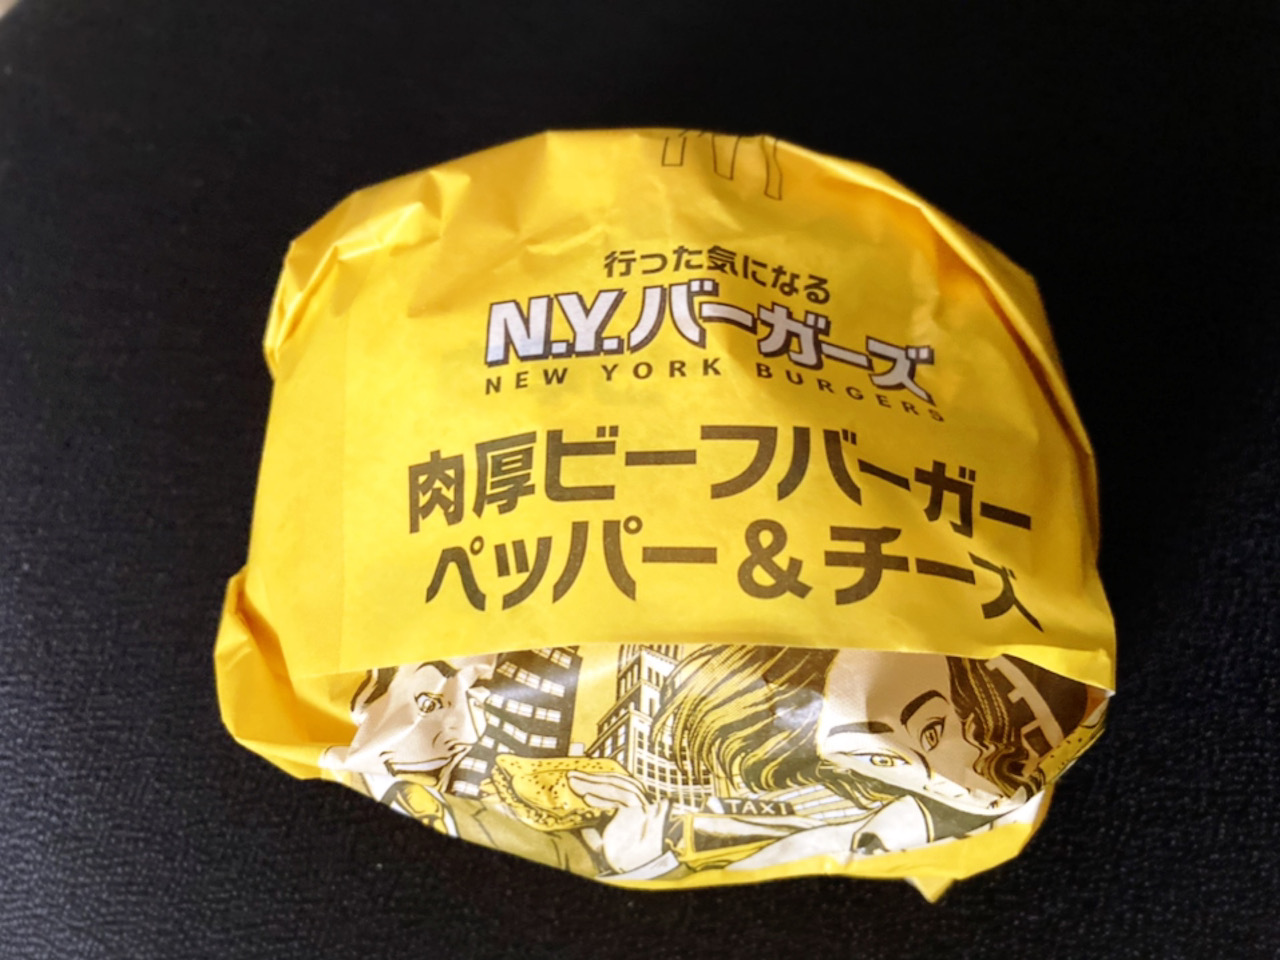 行った気になる
N.Y.バーガーズ
NEW YORK BURGERS
肉厚ビーフバーガー
ペッパー＆チーズ
TAXI